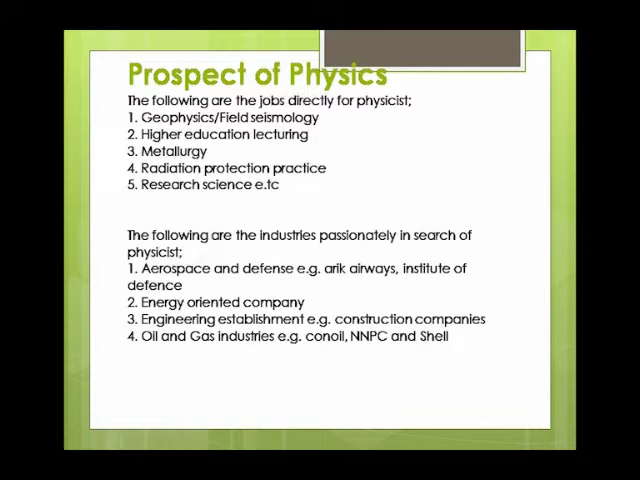 Prospect of Physics
The following are the jobs directly for physicist;
1. Geophysics/Field seismology
2. Higher education lecturing
3. Metallurgy
4. Radiation protection practice
5. Research science e.tc
The following are the industries passionately in search of
physicist;
1. Aerospace and defense e.g. arik airways, institute of
defence
2. Energy oriented company
3. Engineering establishment e.g. construction companies
4. Oil and Gas industries e.g. conoil, NNPC and Shell